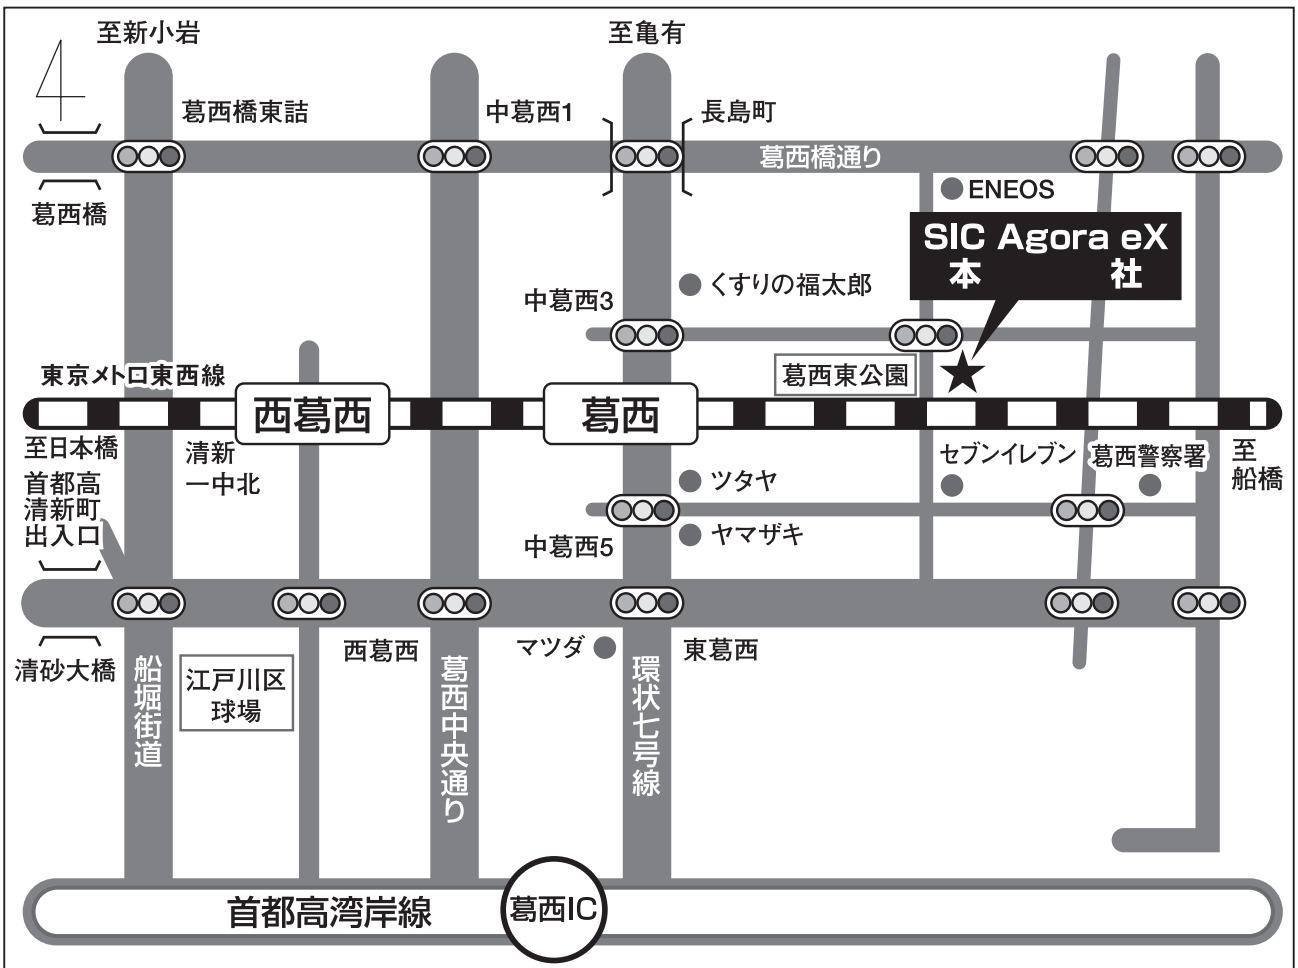 至新小岩
至亀有
葛西橋東詰
中葛西1
長島町
葛西橋通り
葛西橋
ENEOS
SIC Agora eX
本 社
くすりの福太郎
中葛西3
葛西東公園
東京メトロ東西線
西葛西
葛西
至日本橋
清新
一中北
セブンイレブン
葛西警察署
至
船橋
首都高
清新町
出入口
ツタヤ
中葛西5
ヤマザキ
清砂大橋
西葛西
マツダ
東葛西
船堀街道
江戸川区
球場
葛西中央通り
環状七号線
首都高湾岸線
葛西IC